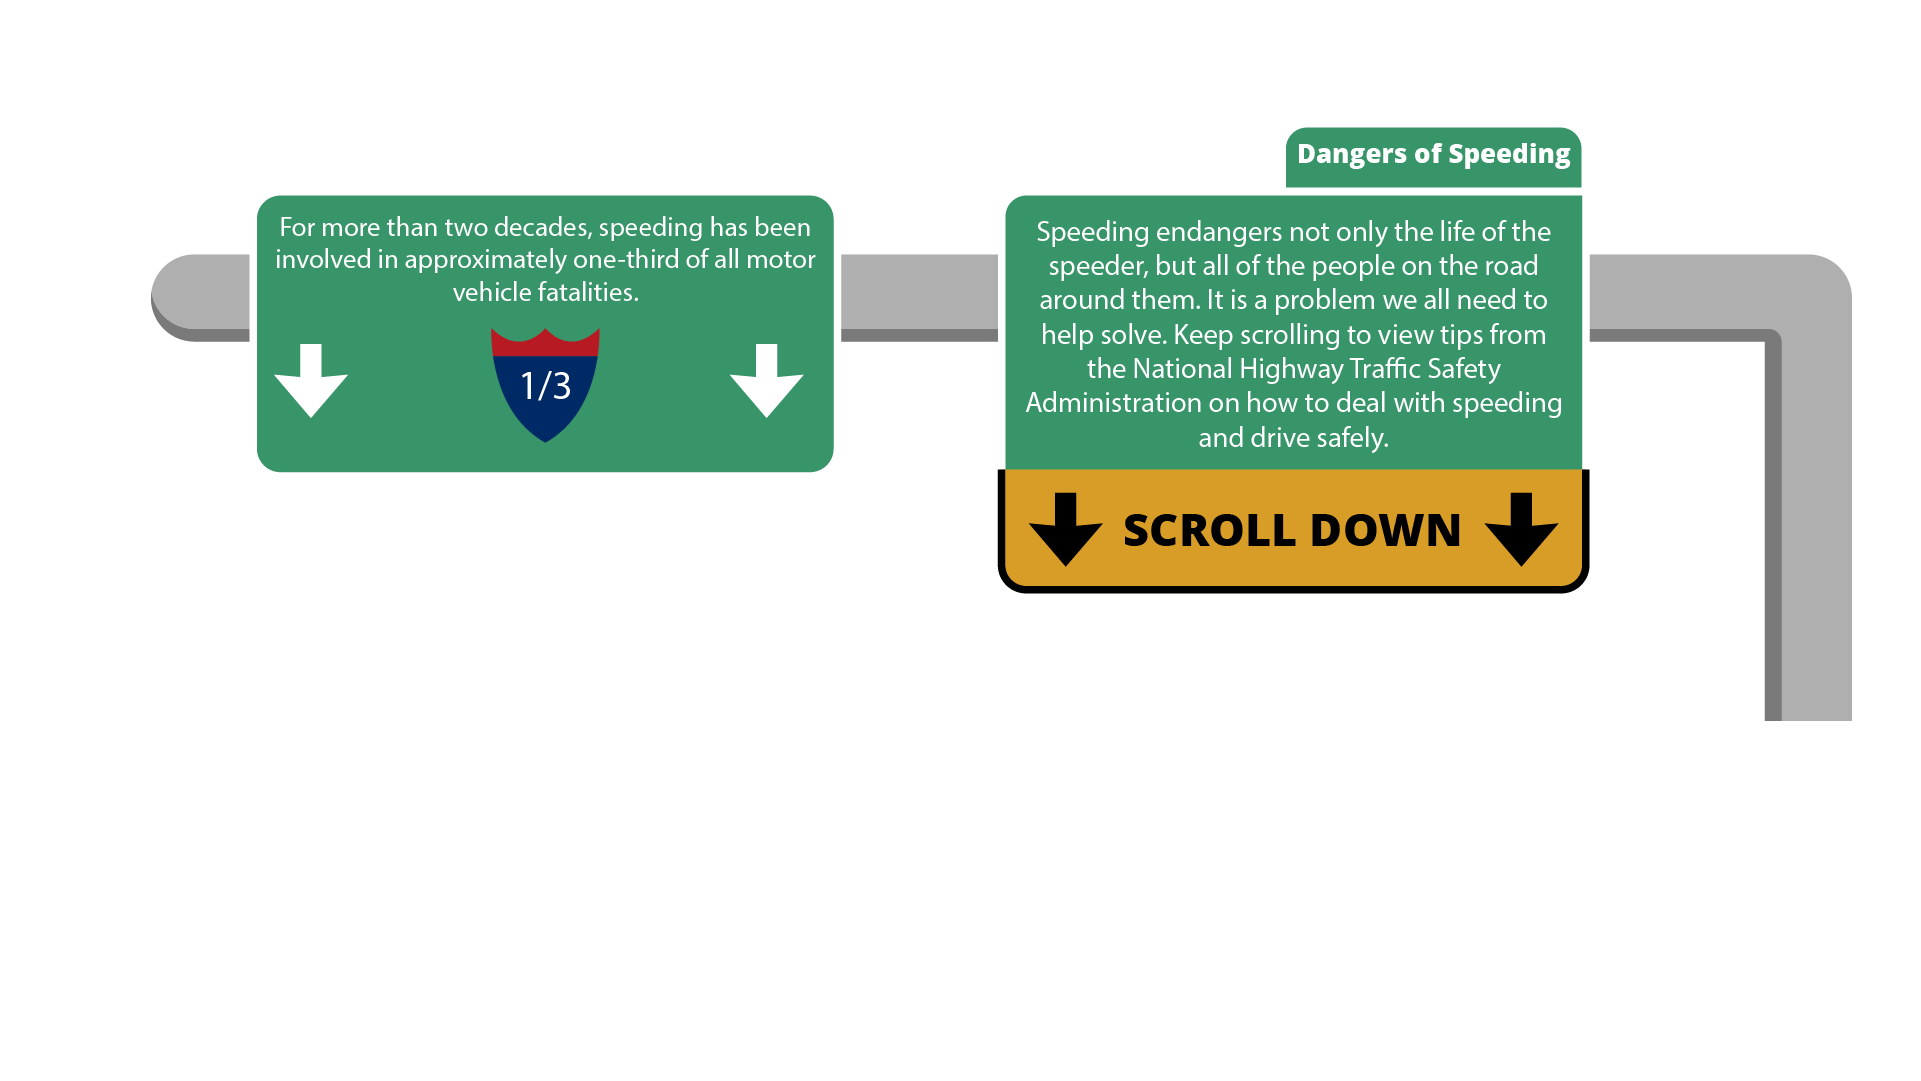 For more than two decades, speeding has been
involved in approximately one-third of all motor
vehicle fatalities.
1/3
Dangers of Speeding
Speeding endangers not only the life of the
speeder, but all of the people on the road
around them. It is a problem we all need to
help solve. Keep scrolling to view tips from
the National Highway Traffic Safety
Administration on how to deal with speeding
and drive safely.
SCROLL DOWN